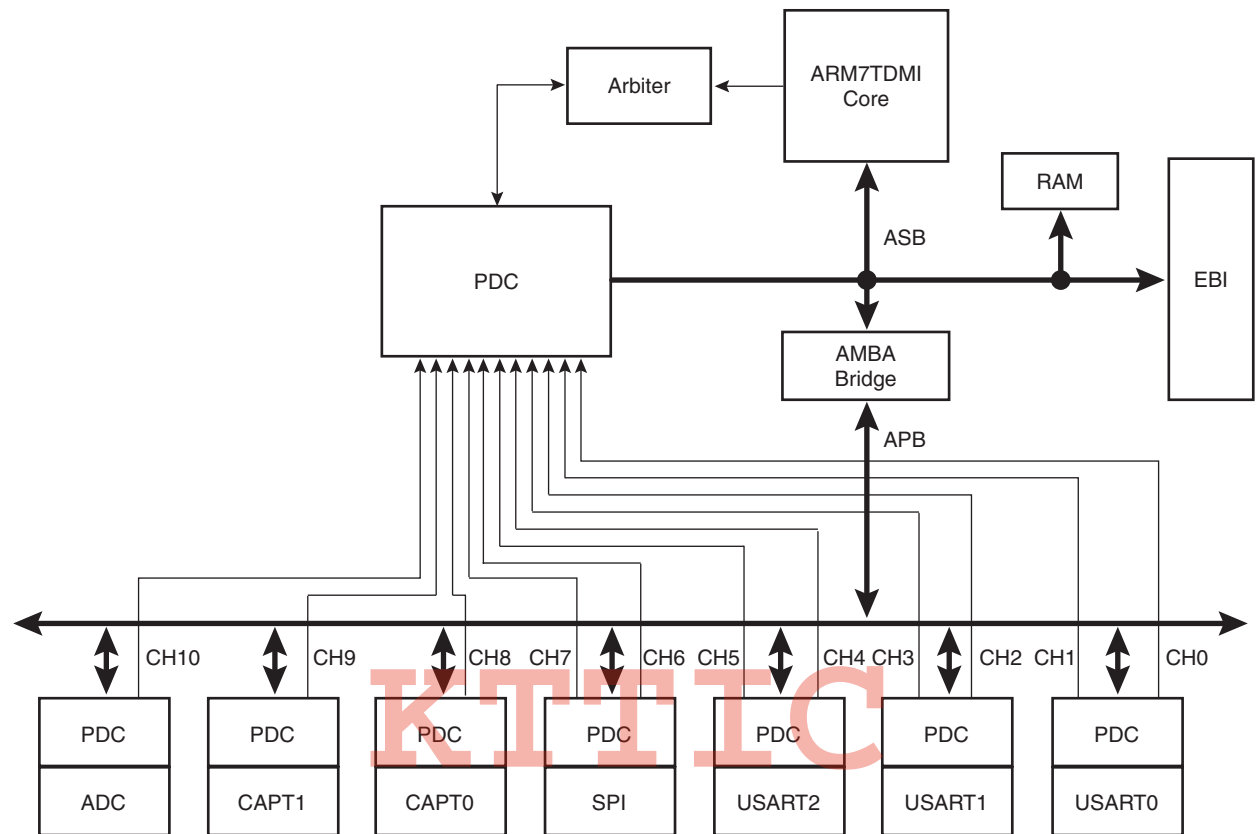 Arbiter
ARM7TDMI
Core
RAM
PDC
ASB
EBI
AMBA
Bridge
APB
CH10
CH9
CH8
CH7
CH6
CH5
CH4
CH3
CH2
CH1
CH0
PDC
PDC
PDC
PDC
PDC
PDC
PDC
KTTIC
ADC
CAPT1
CAPT0
SPI
USART2
USART1
USART0